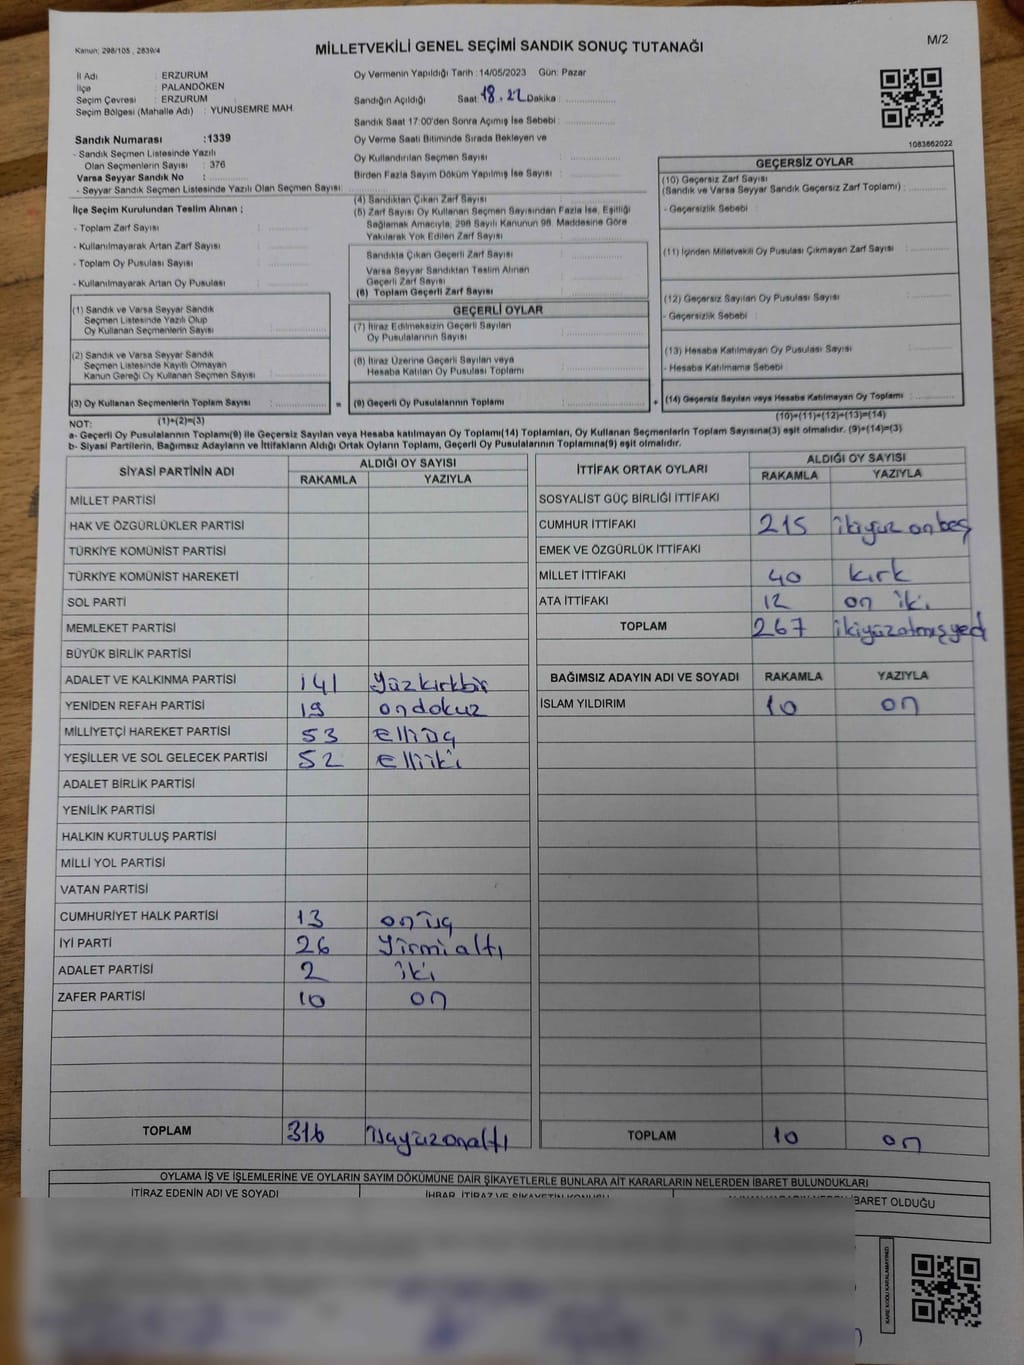 Kanun; 298/105, 2839/4
MİLLETVEKİLİ GENEL SEÇİMİ SANDIK SONUÇ TUTANAĞI
M/2
İl Adı : ERZURUM
İlçe : PALANDÖKEN
Seçim Çevresi : ERZURUM
Seçim Bölgesi (Mahalle Adı) : YUNUSEMRE MAH
Sandık Numarası :1339
- Sandık Seçmen Listesinde Yazılı
Olan Seçmenlerin Sayısı : 376
Varsa Seyyar Sandık No :
- Seyyar Sandık Seçmen Listesinde Yazılı Olan Seçmen Sayısı:
Oy Vermenin Yapıldığı Tarih : 14/05/2023 Gün: Pazar
Sandığın Açıldığı Saat: 18.22 Dakika :
Sandık Saat 17:00'den Sonra Açılmış İse Sebebi :
Oy Verme Saati Bitiminde Sırada Bekleyen ve
Oy Kullandırılan Seçmen Sayısı :
Birden Fazla Sayım Döküm Yapılmış İse Sayısı :
1083662022
İlçe Seçim Kurulundan Teslim Alınan ;
- Toplam Zarf Sayısı :
- Kullanılmayarak Artan Zarf Sayısı :
- Toplam Oy Pusulası Sayısı :
- Kullanılmayarak Artan Oy Pusulası :
(1) Sandık ve Varsa Seyyar Sandık
Seçmen Listesinde Yazılı Olup
Oy Kullanan Seçmenlerin Sayısı :
(2) Sandık ve Varsa Seyyar Sandık
Seçmen Listesinde Kayıtlı Olmayan
Kanun Gereği Oy Kullanan Seçmen Sayısı :
(3) Oy Kullanan Seçmenlerin Toplam Sayısı :
(1)+(2)=(3)
(4) Sandıktan Çıkan Zarf Sayısı :
(5) Zarf Sayısı Oy Kullanan Seçmen Sayısından Fazla İse, Eşitliği
Sağlamak Amacıyla; 298 Sayılı Kanunun 98. Maddesine Göre
Yakılarak Yok Edilen Zarf Sayısı :
Sandıkta Çıkan Geçerli Zarf Sayısı :
Varsa Seyyar Sandıktan Teslim Alınan
Geçerli Zarf Sayısı :
(6) Toplam Geçerli Zarf Sayısı :
GEÇERLİ OYLAR
(7) İtiraz Edilmeksizin Geçerli Sayılan
Oy Pusulalarının Sayısı :
(8) İtiraz Üzerine Geçerli Sayılan veya
Hesaba Katılan Oy Pusulası Toplamı :
= (9) Geçerli Oy Pusulalarının Toplamı :
GEÇERSİZ OYLAR
(10) Geçersiz Zarf Sayısı
(Sandık ve Varsa Seyyar Sandık Geçersiz Zarf Toplamı) :
- Geçersizlik Sebebi :
(11) İçinden Milletvekili Oy Pusulası Çıkmayan Zarf Sayısı :
(12) Geçersiz Sayılan Oy Pusulası Sayısı :
- Geçersizlik Sebebi :
(13) Hesaba Katılmayan Oy Pusulası Sayısı :
- Hesaba Katılmama Sebebi :
+ (14) Geçersiz Sayılan veya Hesaba Katılmayan Oy Toplamı :
(10)+(11)+(12)+(13)=(14)
NOT:
a- Geçerli Oy Pusulalarının Toplamı(9) ile Geçersiz Sayılan veya Hesaba katılmayan Oy Toplamı(14) Toplamları, Oy Kullanan Seçmenlerin Toplam Sayısına(3) eşit olmalıdır. (9)+(14)=(3)
b- Siyasi Partilerin, Bağımsız Adayların ve İttifakların Aldığı Ortak Oyların Toplamı, Geçerli Oy Pusulalarının Toplamına(9) eşit olmalıdır.
SİYASİ PARTİNİN ADI ALDIĞI OY SAYISI
RAKAMLA YAZIYLA
MİLLET PARTİSİ
HAK VE ÖZGÜRLÜKLER PARTİSİ
TÜRKİYE KOMÜNİST PARTİSİ
TÜRKİYE KOMÜNİST HAREKETİ
SOL PARTİ
MEMLEKET PARTİSİ
BÜYÜK BİRLİK PARTİSİ
ADALET VE KALKINMA PARTİSİ 141 Yüzkırkbir
YENİDEN REFAH PARTİSİ 19 ondokuz
MİLLİYETÇİ HAREKET PARTİSİ 53 elliüç
YEŞİLLER VE SOL GELECEK PARTİSİ 52 elliiki
ADALET BİRLİK PARTİSİ
YENİLİK PARTİSİ
HALKIN KURTULUŞ PARTİSİ
MİLLİ YOL PARTİSİ
VATAN PARTİSİ
CUMHURİYET HALK PARTİSİ 13 onüç
İYİ PARTİ 26 Yirmialtı
ADALET PARTİSİ 2 iki
ZAFER PARTİSİ 10 on
TOPLAM 316 üçyüzonaltı
İTTİFAK ORTAK OYLARI ALDIĞI OY SAYISI
RAKAMLA YAZIYLA
SOSYALİST GÜÇ BİRLİĞİ İTTİFAKI
CUMHUR İTTİFAKI 215 ikiyüzonbeş
EMEK VE ÖZGÜRLÜK İTTİFAKI
MİLLET İTTİFAKI 40 kırk
ATA İTTİFAKI 12 on iki
TOPLAM 267 ikiyüzatmışyedi
BAĞIMSIZ ADAYIN ADI VE SOYADI RAKAMLA YAZIYLA
İSLAM YILDIRIM 10 on
TOPLAM 10 on
OYLAMA İŞ VE İŞLEMLERİNE VE OYLARIN SAYIM DÖKÜMÜNE DAİR ŞİKAYETLERLE BUNLARA AİT KARARLARIN NELERDEN İBARET BULUNDUKLARI
İTİRAZ EDENİN ADI VE SOYADI İHBAR, İTİRAZ VE ŞİKAYETİN KONUSU İBARET OLDUĞU
KARE KODU KARALAMAYINIZ!